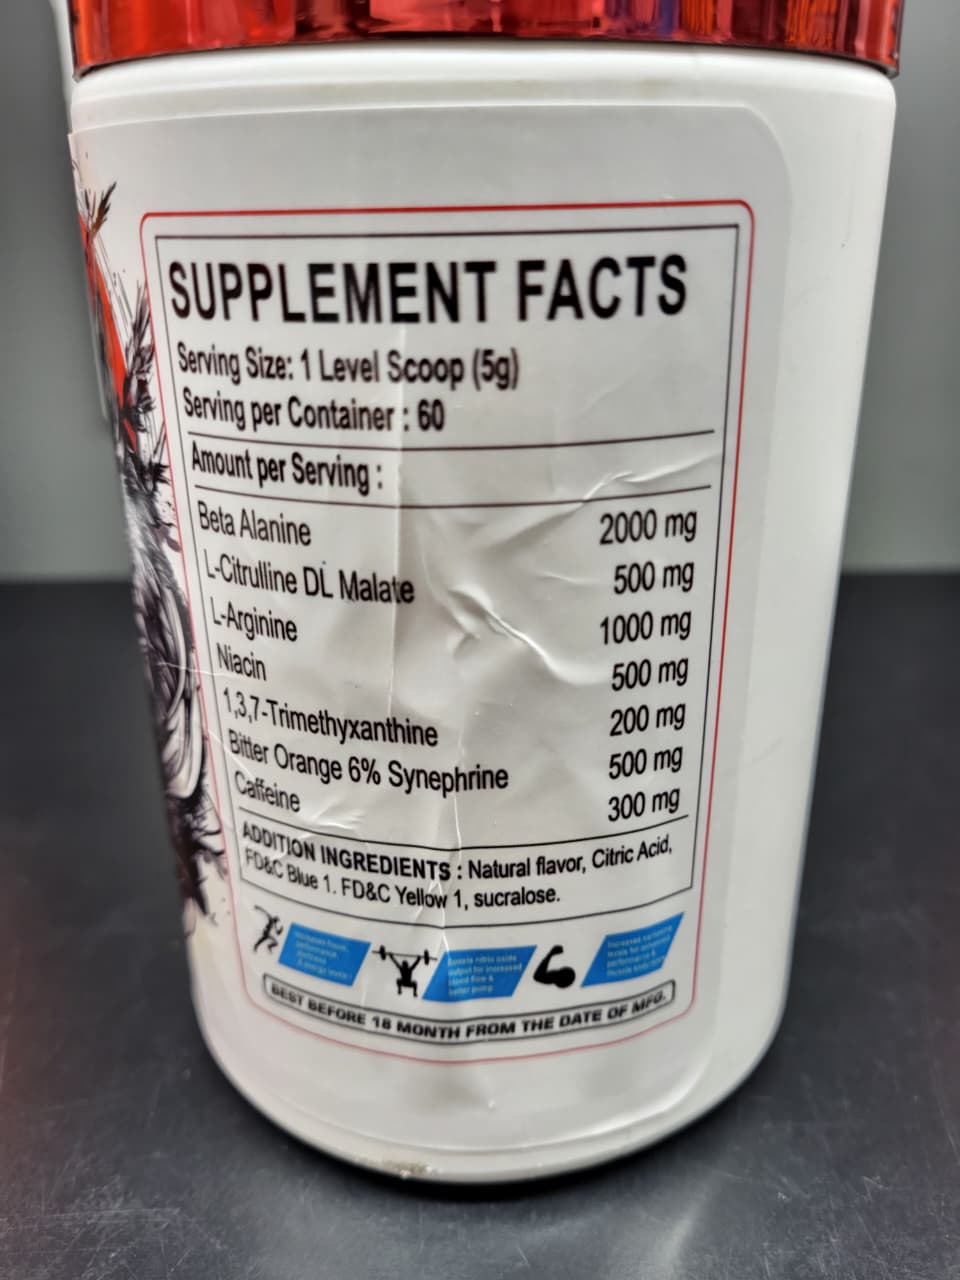 SUPPLEMENT FACTS
Serving Size: 1 Level Scoop (5g)
Serving per Container : 60
Amount per Serving :
Beta Alanine 2000 mg
L-Citrulline DL Malate 500 mg
L-Arginine 1000 mg
Niacin 500 mg
1,3,7-Trimethyxanthine 200 mg
Bitter Orange 6% Synephrine 500 mg
Caffeine 300 mg
ADDITION INGREDIENTS : Natural flavor, Citric Acid,
FD&C Blue 1. FD&C Yellow 1, sucralose.
BEST BEFORE 18 MONTH FROM THE DATE OF MFG.